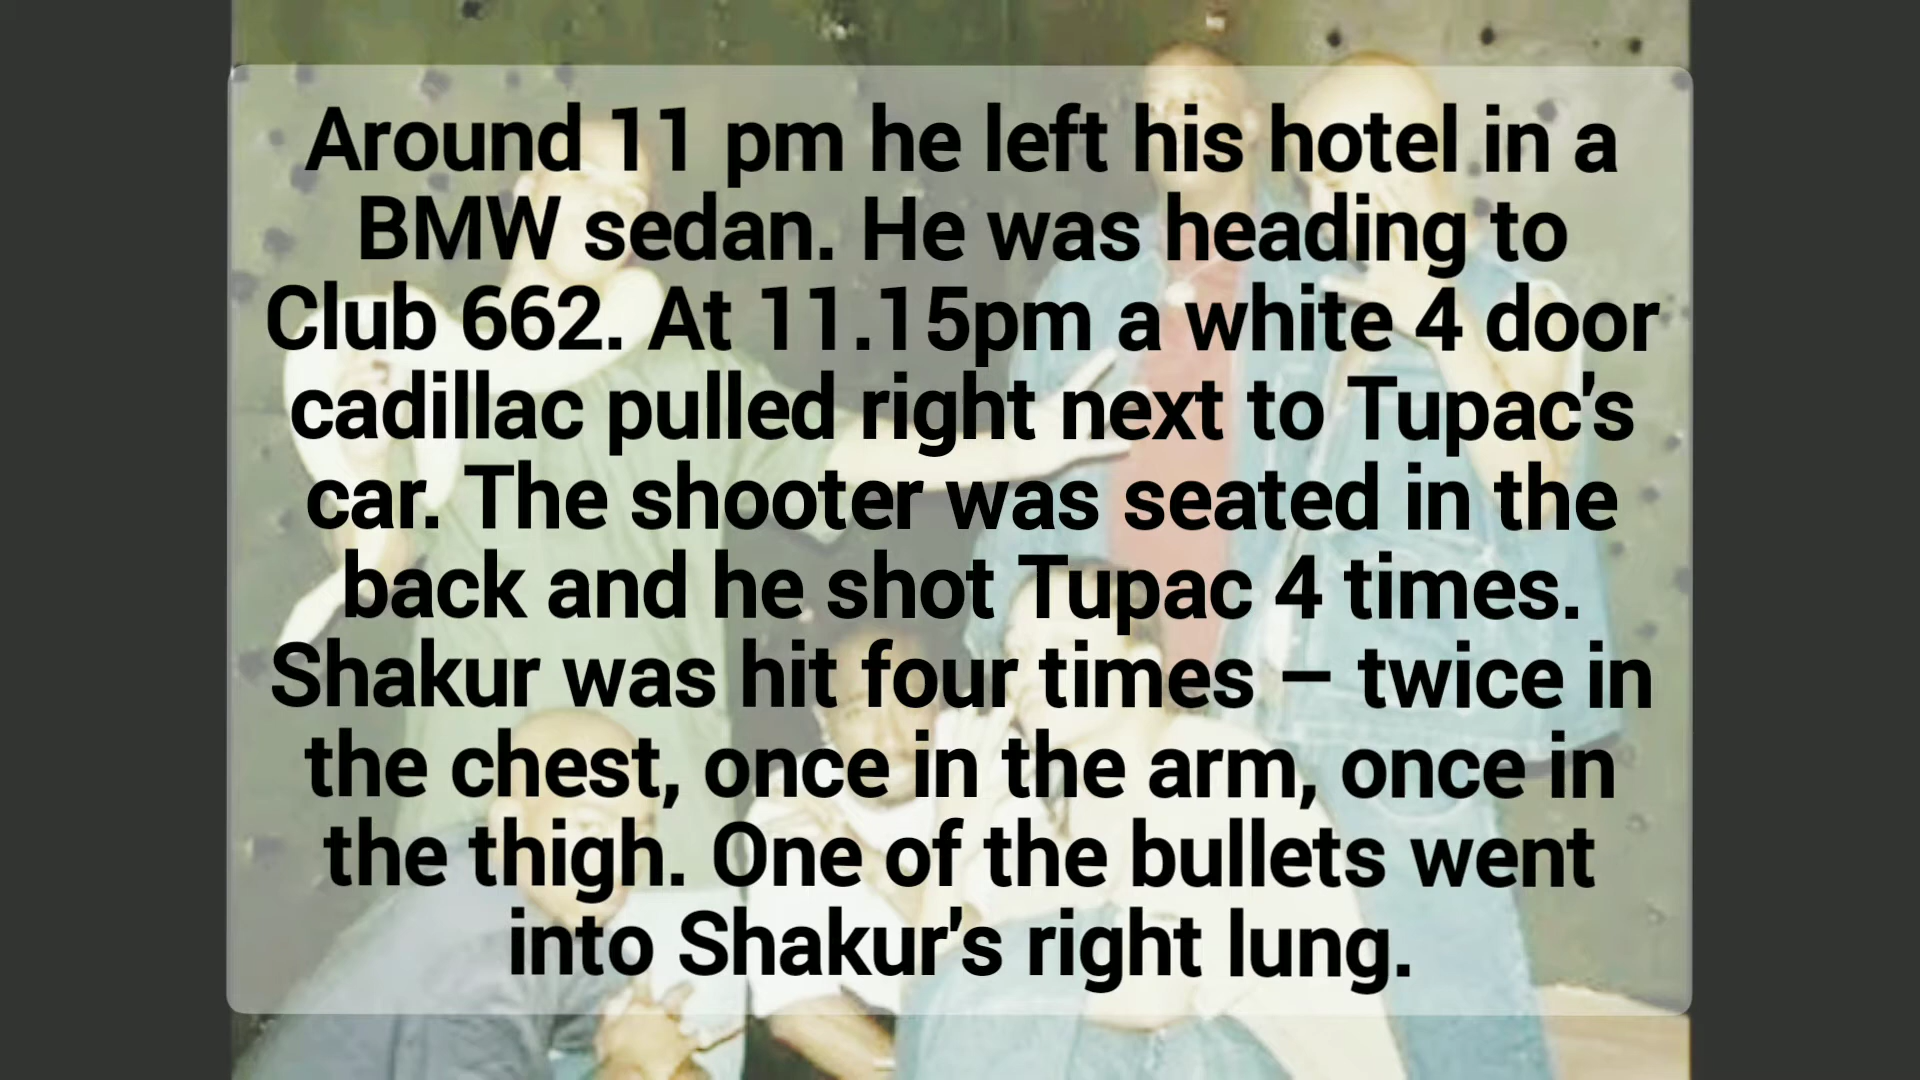 Around 11 pm he left his hotel in a
BMW sedan. He was heading to
Club 662. At 11.15pm a white 4 door
cadillac pulled right next to Tupac's
car. The shooter was seated in the
back and he shot Tupac 4 times.
Shakur was hit four times – twice in
the chest, once in the arm, once in
the thigh. One of the bullets went
into Shakur's right lung.